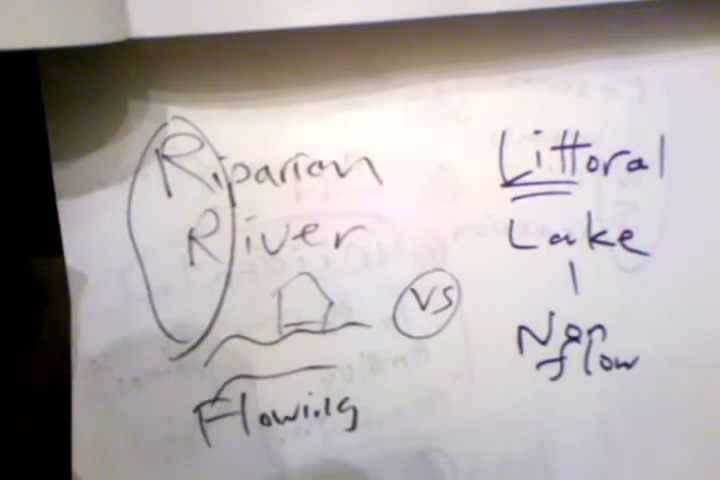 Riparian
River
Flowing
VS
Littoral
Lake
Non
flow